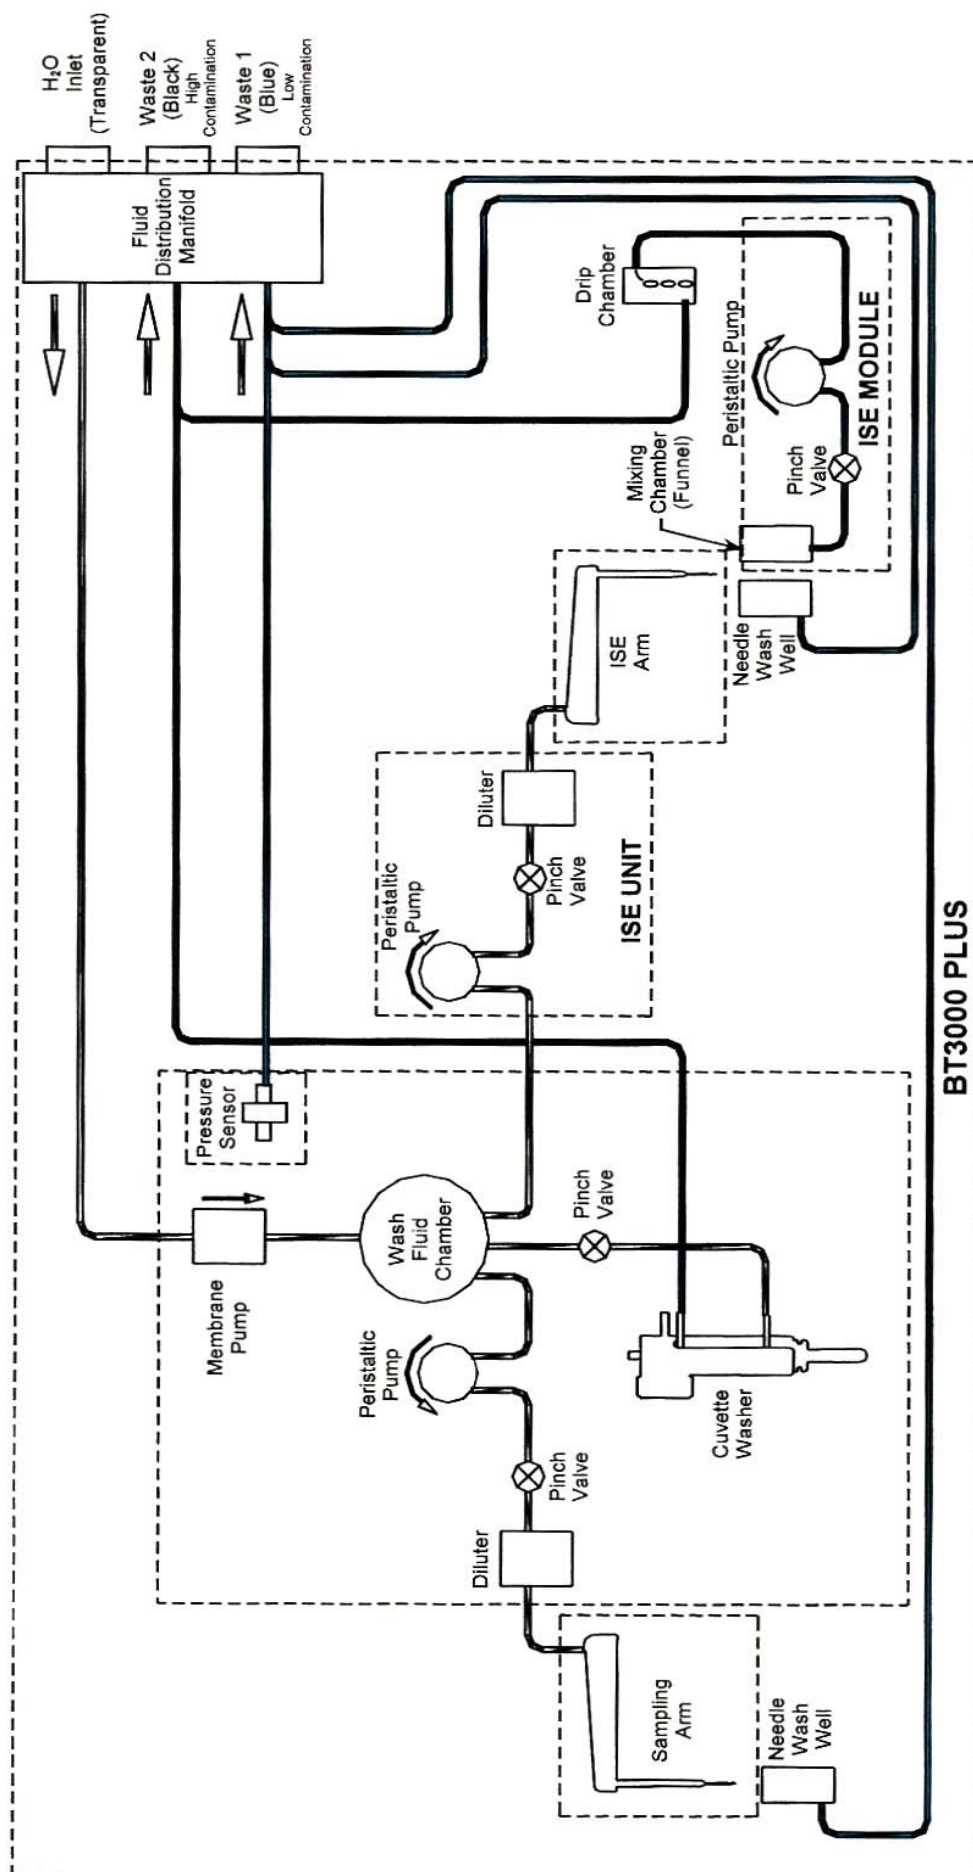 H₂O
Inlet
(Transparent)
Waste 2
(Black)
High
Contamination
Waste 1
(Blue)
Low
Contamination
Fluid
Distribution
Manifold
Drip
Chamber
Peristaltic Pump
ISE MODULE
Pinch
Valve
Mixing
Chamber
(Funnel)
Needle
Wash
Well
ISE
Arm
Diluter
Pinch
Valve
Peristaltic
Pump
ISE UNIT
Pressure
Sensor
Membrane
Pump
Wash
Fluid
Chamber
Pinch
Valve
Peristaltic
Pump
Cuvette
Washer
Pinch
Valve
Diluter
Sampling
Arm
Needle
Wash
Well
BT3000 PLUS